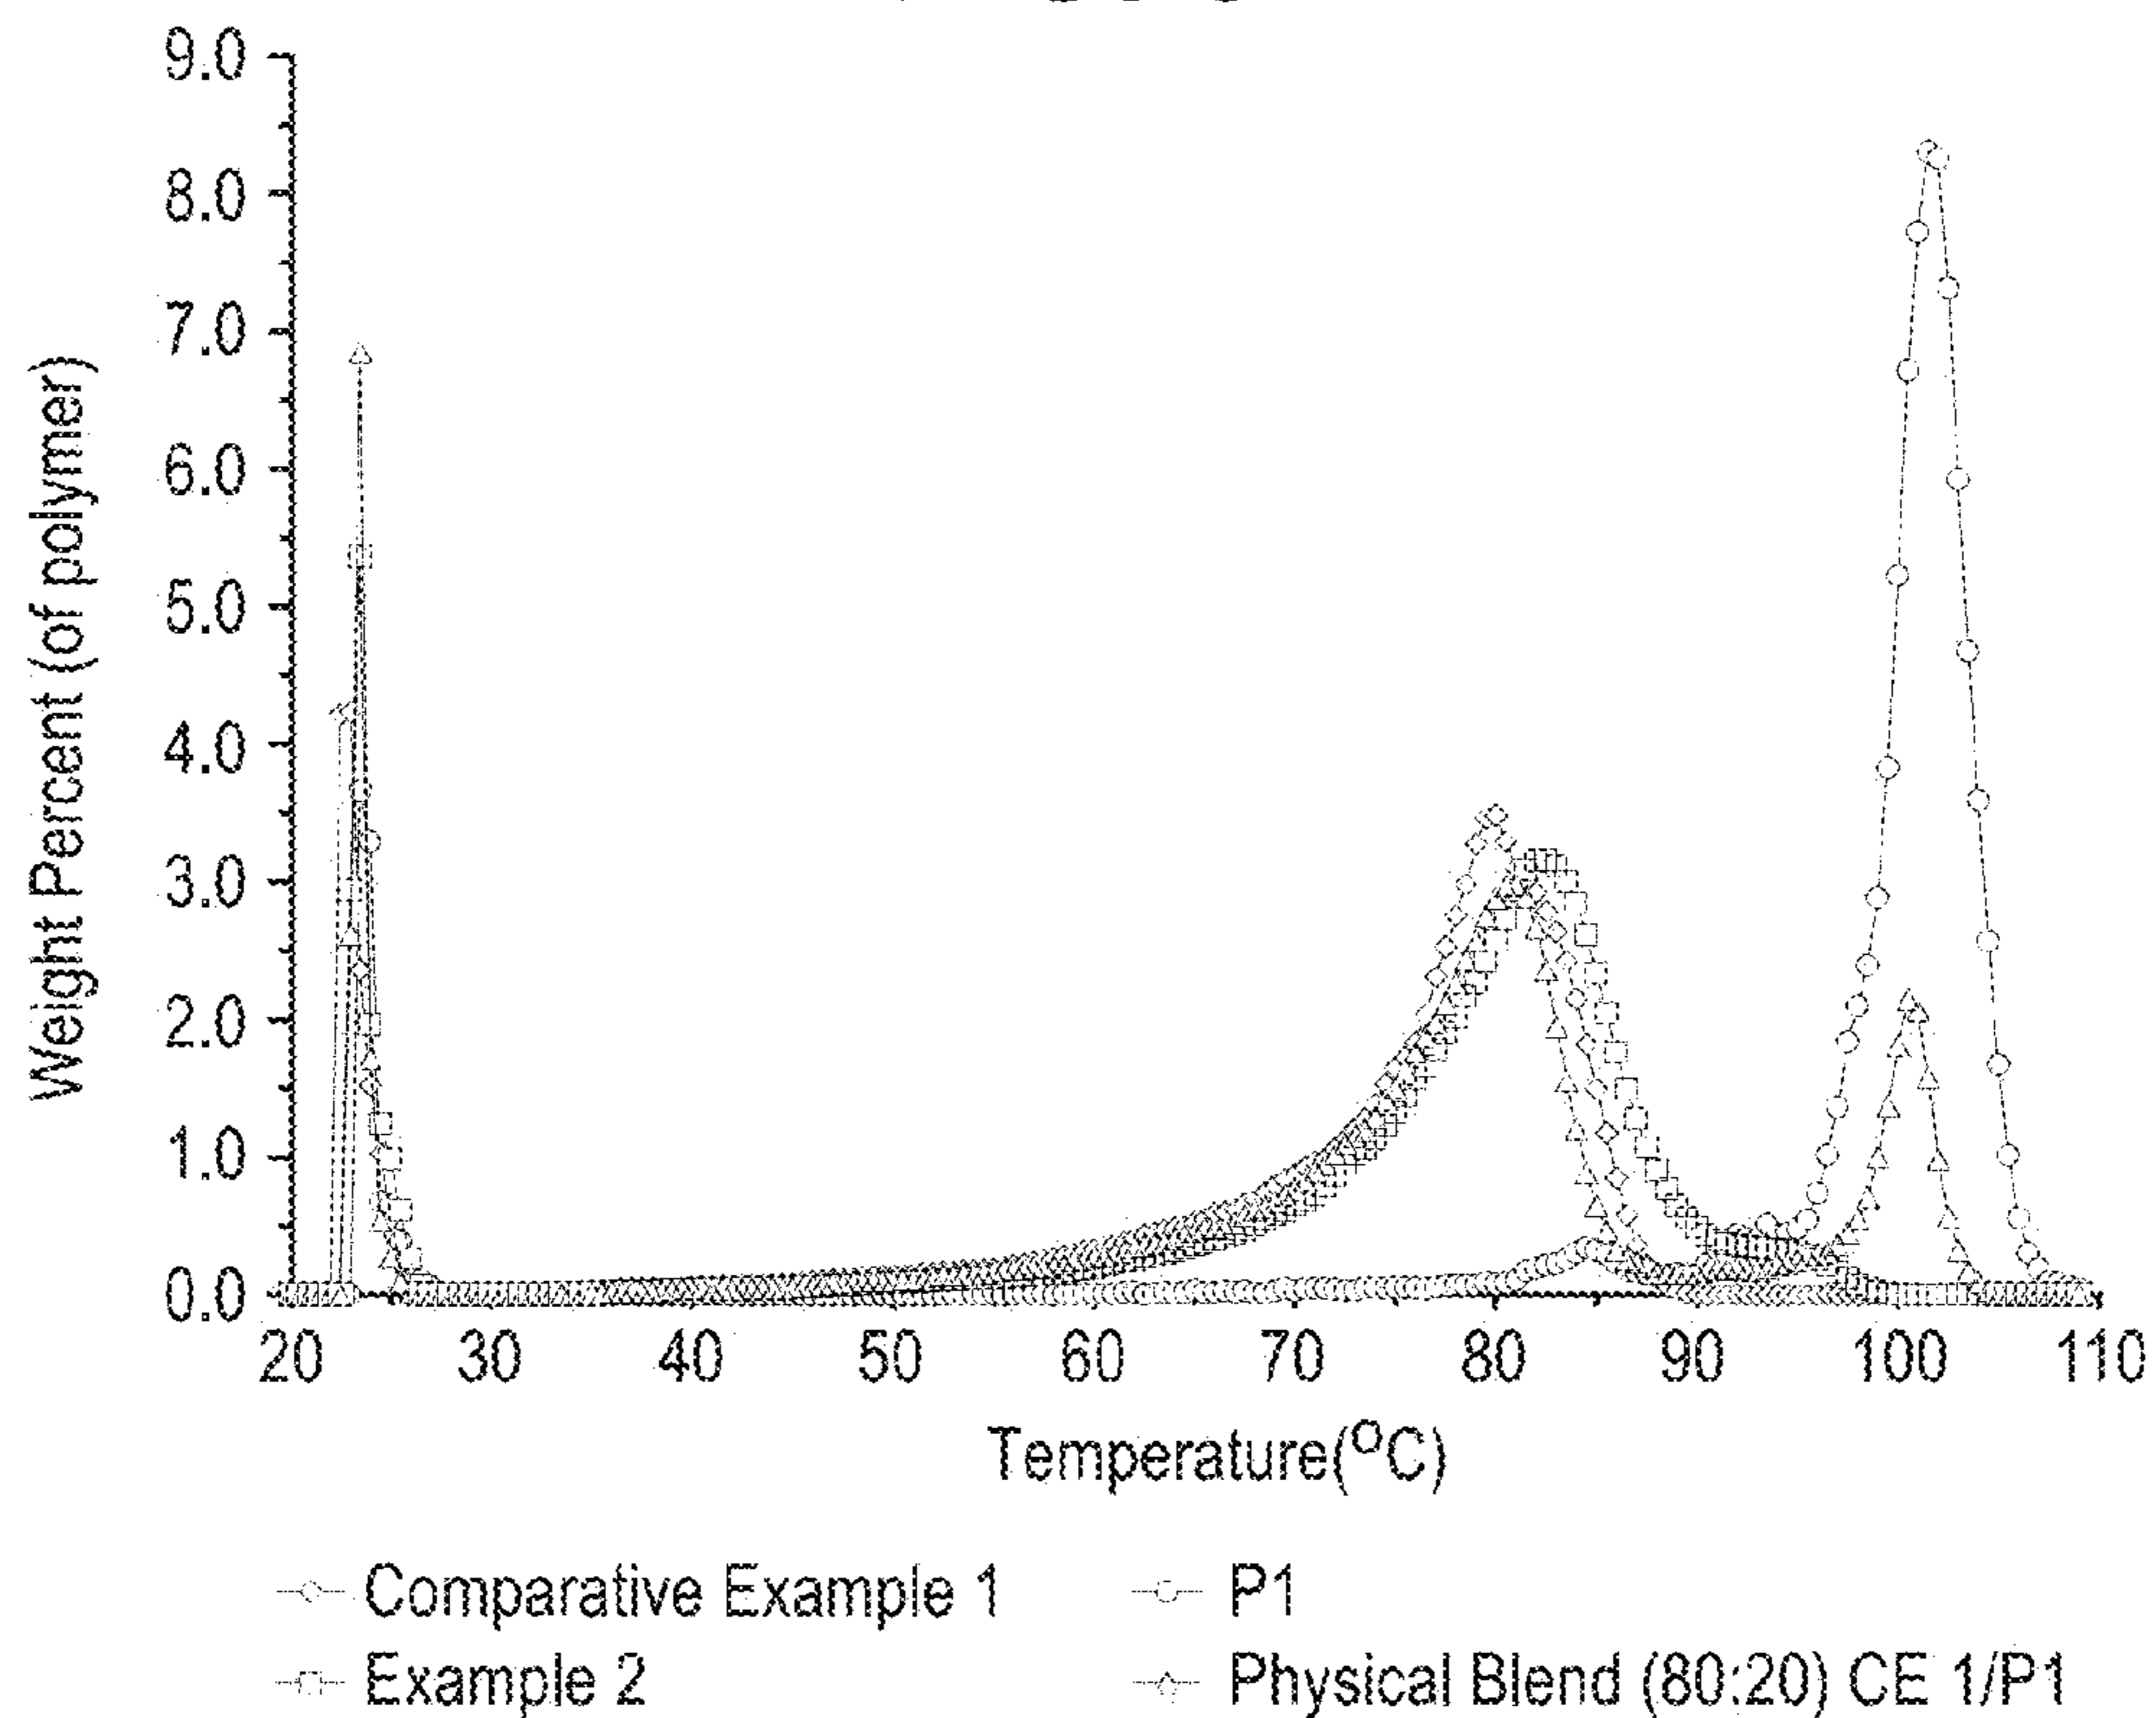 9.0
8.0
7.0
6.0
5.0
4.0
3.0
2.0
1.0
0.0
Weight Percent (of polymer)
20 30 40 50 60 70 80 90 100 110
Temperature(°C)
Comparative Example 1
P1
Example 2
Physical Blend (80:20) CE 1/P1